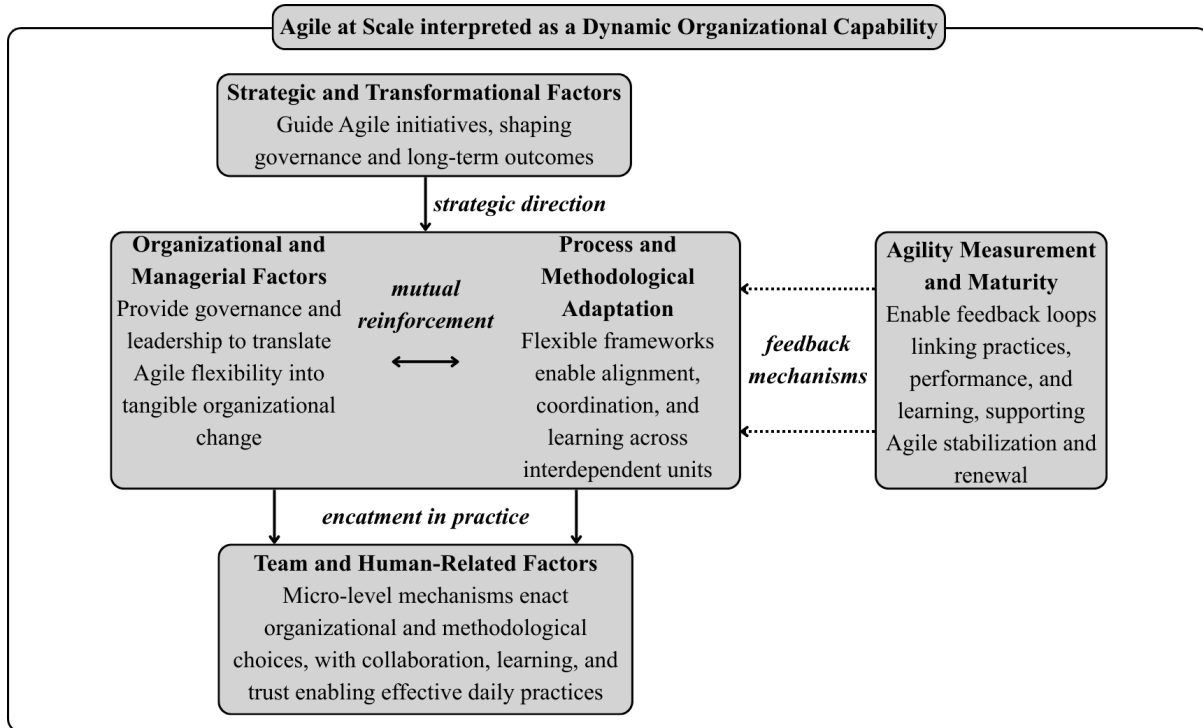 Agile at Scale interpreted as a Dynamic Organizational Capability
Strategic and Transformational Factors
Guide Agile initiatives, shaping
governance and long-term outcomes
strategic direction
Organizational and
Managerial Factors
Provide governance and
leadership to translate
Agile flexibility into
tangible organizational
change
mutual
reinforcement
Process and
Methodological
Adaptation
Flexible frameworks
enable alignment,
coordination, and
learning across
interdependent units
feedback
mechanisms
Agility Measurement
and Maturity
Enable feedback loops
linking practices,
performance, and
learning, supporting
Agile stabilization and
renewal
encatment in practice
Team and Human-Related Factors
Micro-level mechanisms enact
organizational and methodological
choices, with collaboration, learning, and
trust enabling effective daily practices